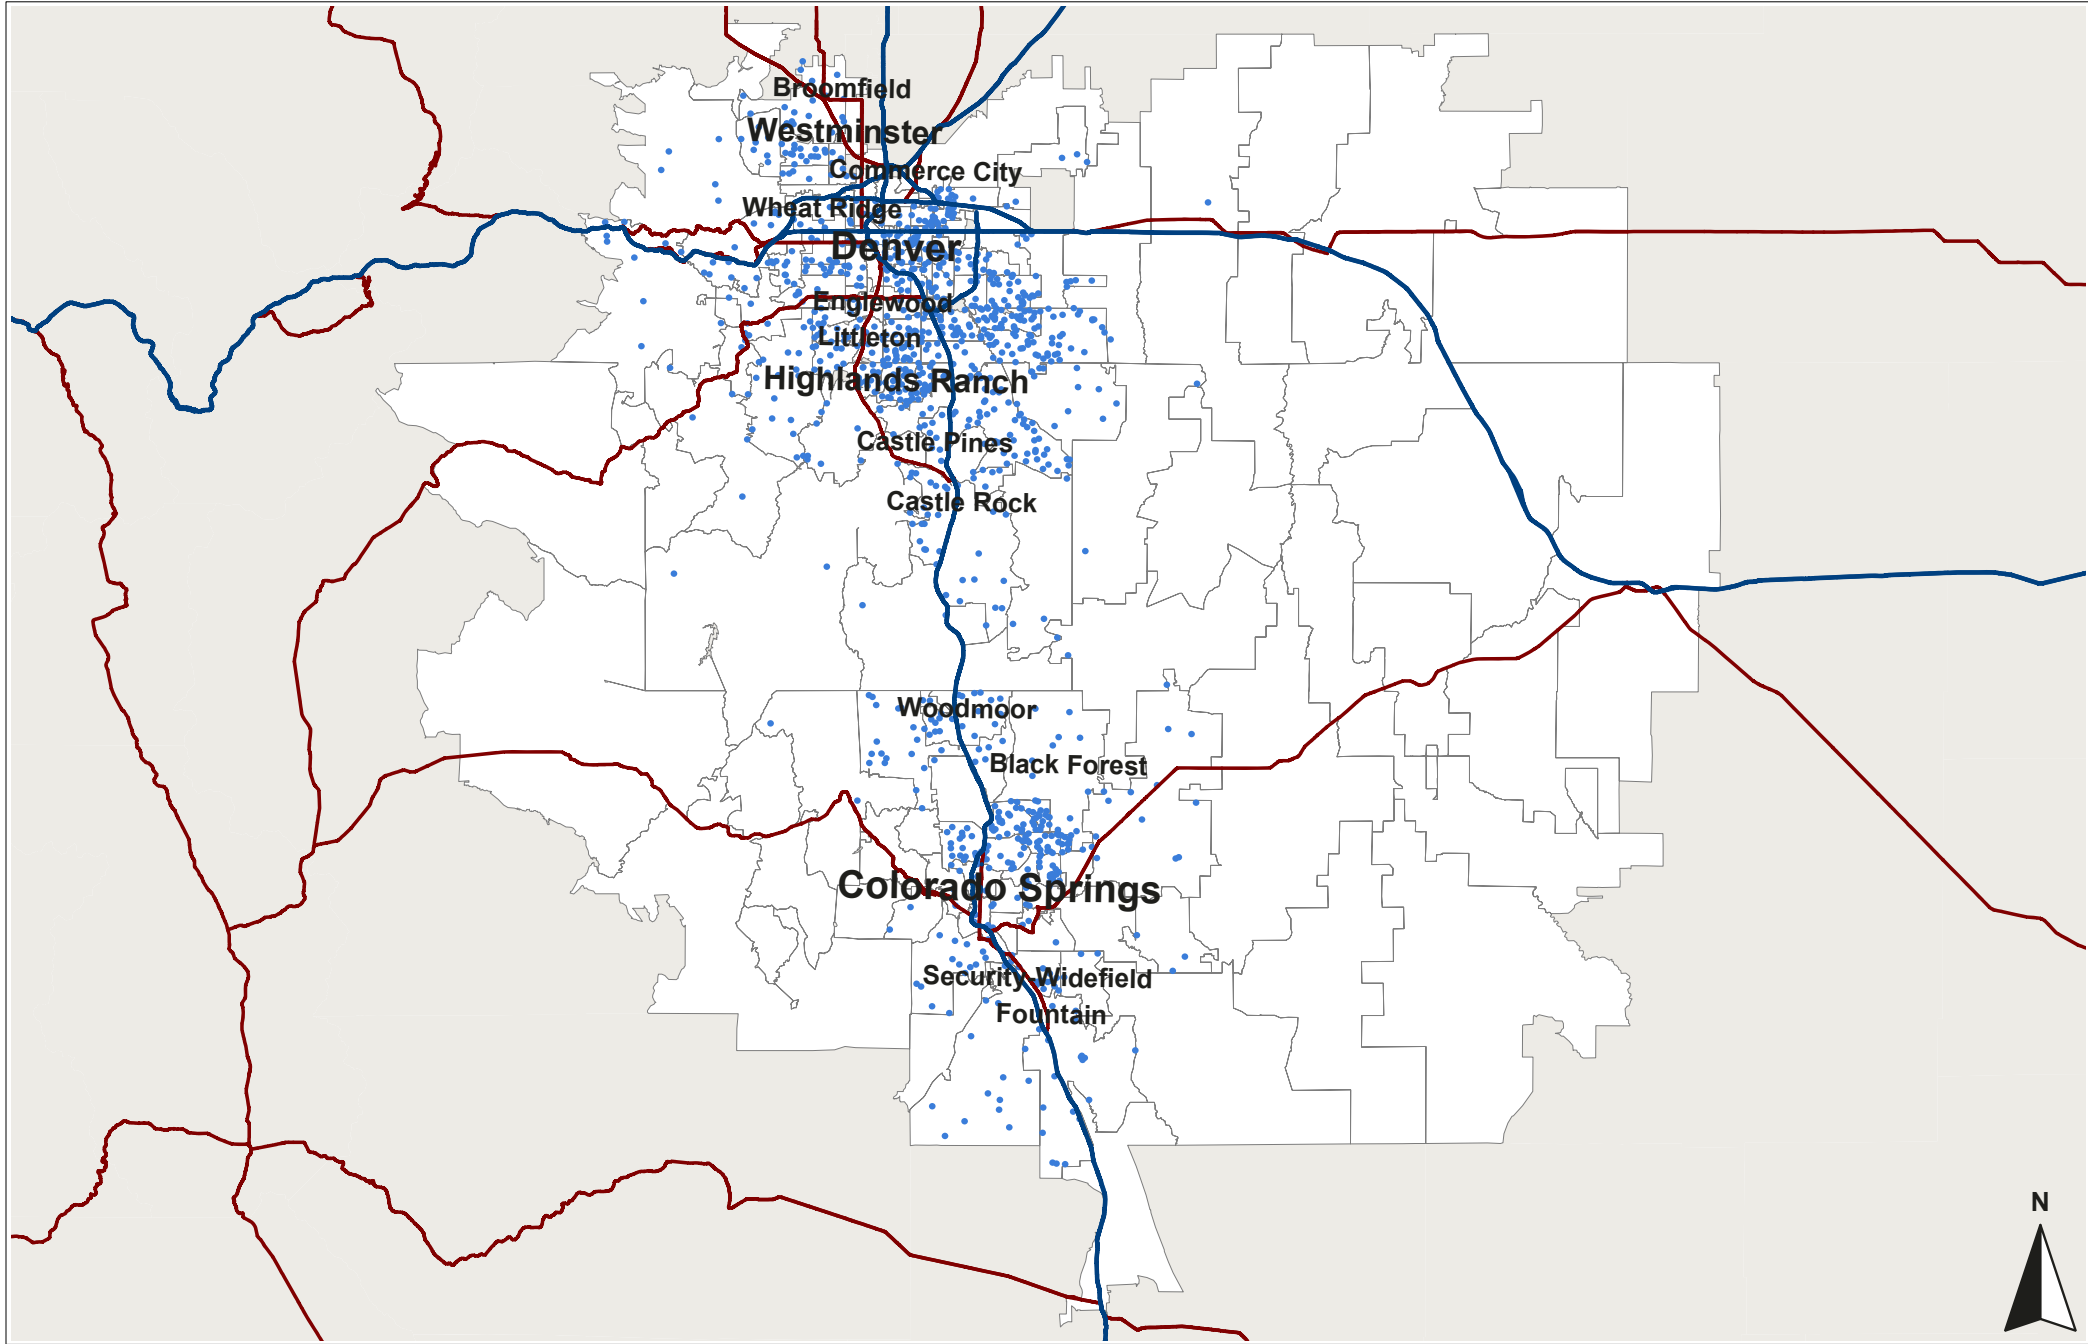 Broomfield
Westminster
Commerce City
Wheat Ridge
Denver
Englewood
Littleton
Highlands Ranch
Castle Pines
Castle Rock
Woodmoor
Black Forest
Colorado Springs
Security-Widefield
Fountain
N